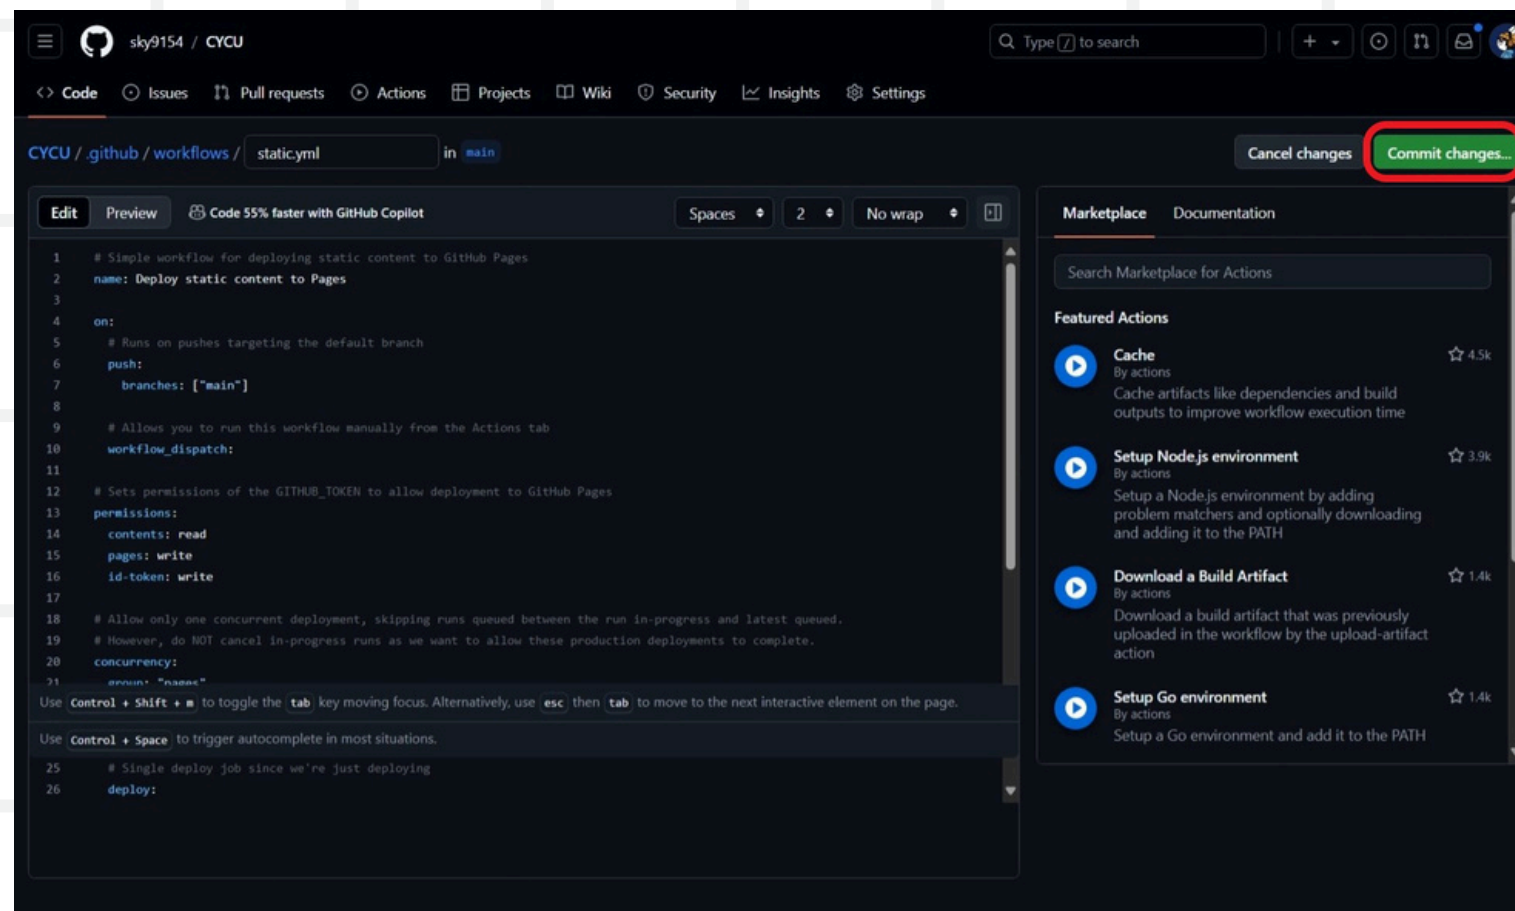 sky9154 / CYCU
Type / to search
Code Issues Pull requests Actions Projects Wiki Security Insights Settings
CYCU / .github / workflows / static.yml in main
Cancel changes Commit changes...
Edit Preview Code 55% faster with GitHub Copilot Spaces 2 No wrap
1 # Simple workflow for deploying static content to GitHub Pages
2 name: Deploy static content to Pages
3
4 on:
5 # Runs on pushes targeting the default branch
6 push:
7 branches: ["main"]
8
9 # Allows you to run this workflow manually from the Actions tab
10 workflow_dispatch:
11
12 # Sets permissions of the GITHUB_TOKEN to allow deployment to GitHub Pages
13 permissions:
14 contents: read
15 pages: write
16 id-token: write
17
18 # Allow only one concurrent deployment, skipping runs queued between the run in-progress and latest queued.
19 # However, do NOT cancel in-progress runs as we want to allow these production deployments to complete.
20 concurrency:
21 group: "pages"
Use Control + Shift + m to toggle the tab key moving focus. Alternatively, use esc then tab to move to the next interactive element on the page.
Use Control + Space to trigger autocomplete in most situations.
25 # Single deploy job since we're just deploying
26 deploy:
Marketplace Documentation
Search Marketplace for Actions
Featured Actions
Cache 4.5k
By actions
Cache artifacts like dependencies and build
outputs to improve workflow execution time
Setup Node.js environment 3.9k
By actions
Setup a Node.js environment by adding
problem matchers and optionally downloading
and adding it to the PATH
Download a Build Artifact 1.4k
By actions
Download a build artifact that was previously
uploaded in the workflow by the upload-artifact
action
Setup Go environment 1.4k
By actions
Setup a Go environment and add it to the PATH